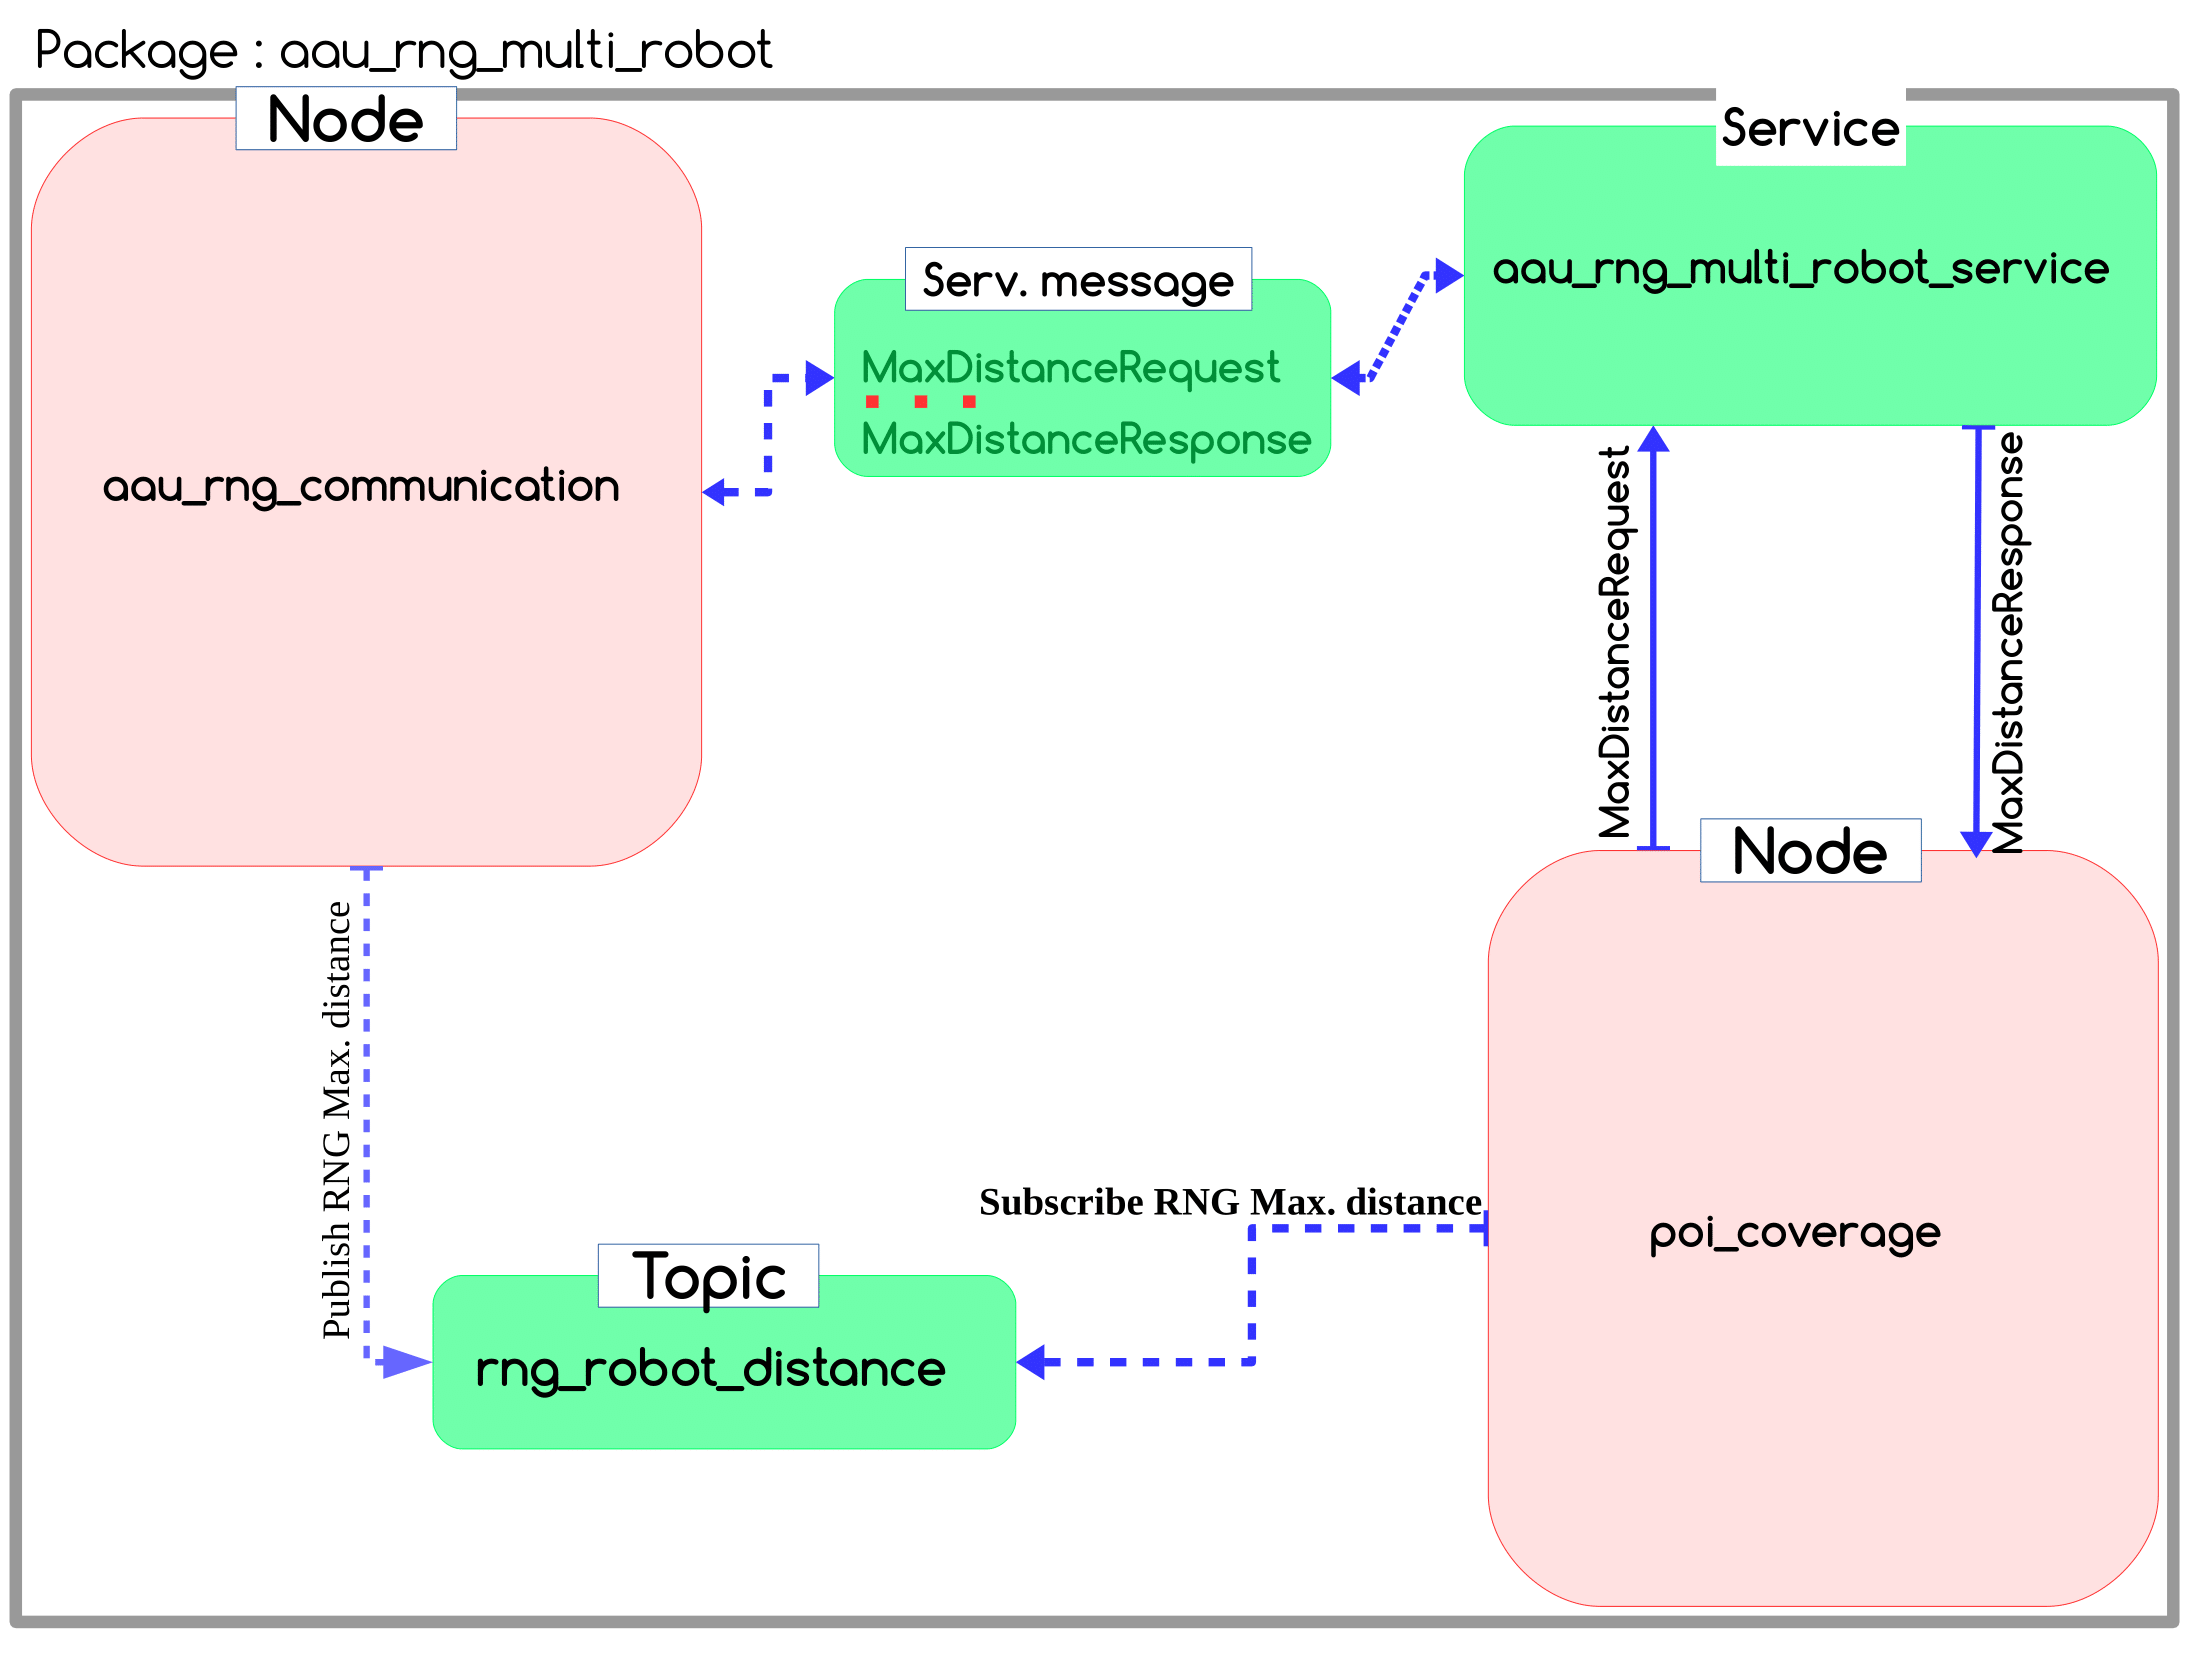 Package : aau_rng_multi_robot
Node
aau_rng_communication
Serv. message
MaxDistanceRequest
MaxDistanceResponse
Service
aau_rng_multi_robot_service
MaxDistanceRequest
MaxDistanceResponse
Node
poi_coverage
Publish RNG Max. distance
Subscribe RNG Max. distance
Topic
rng_robot_distance